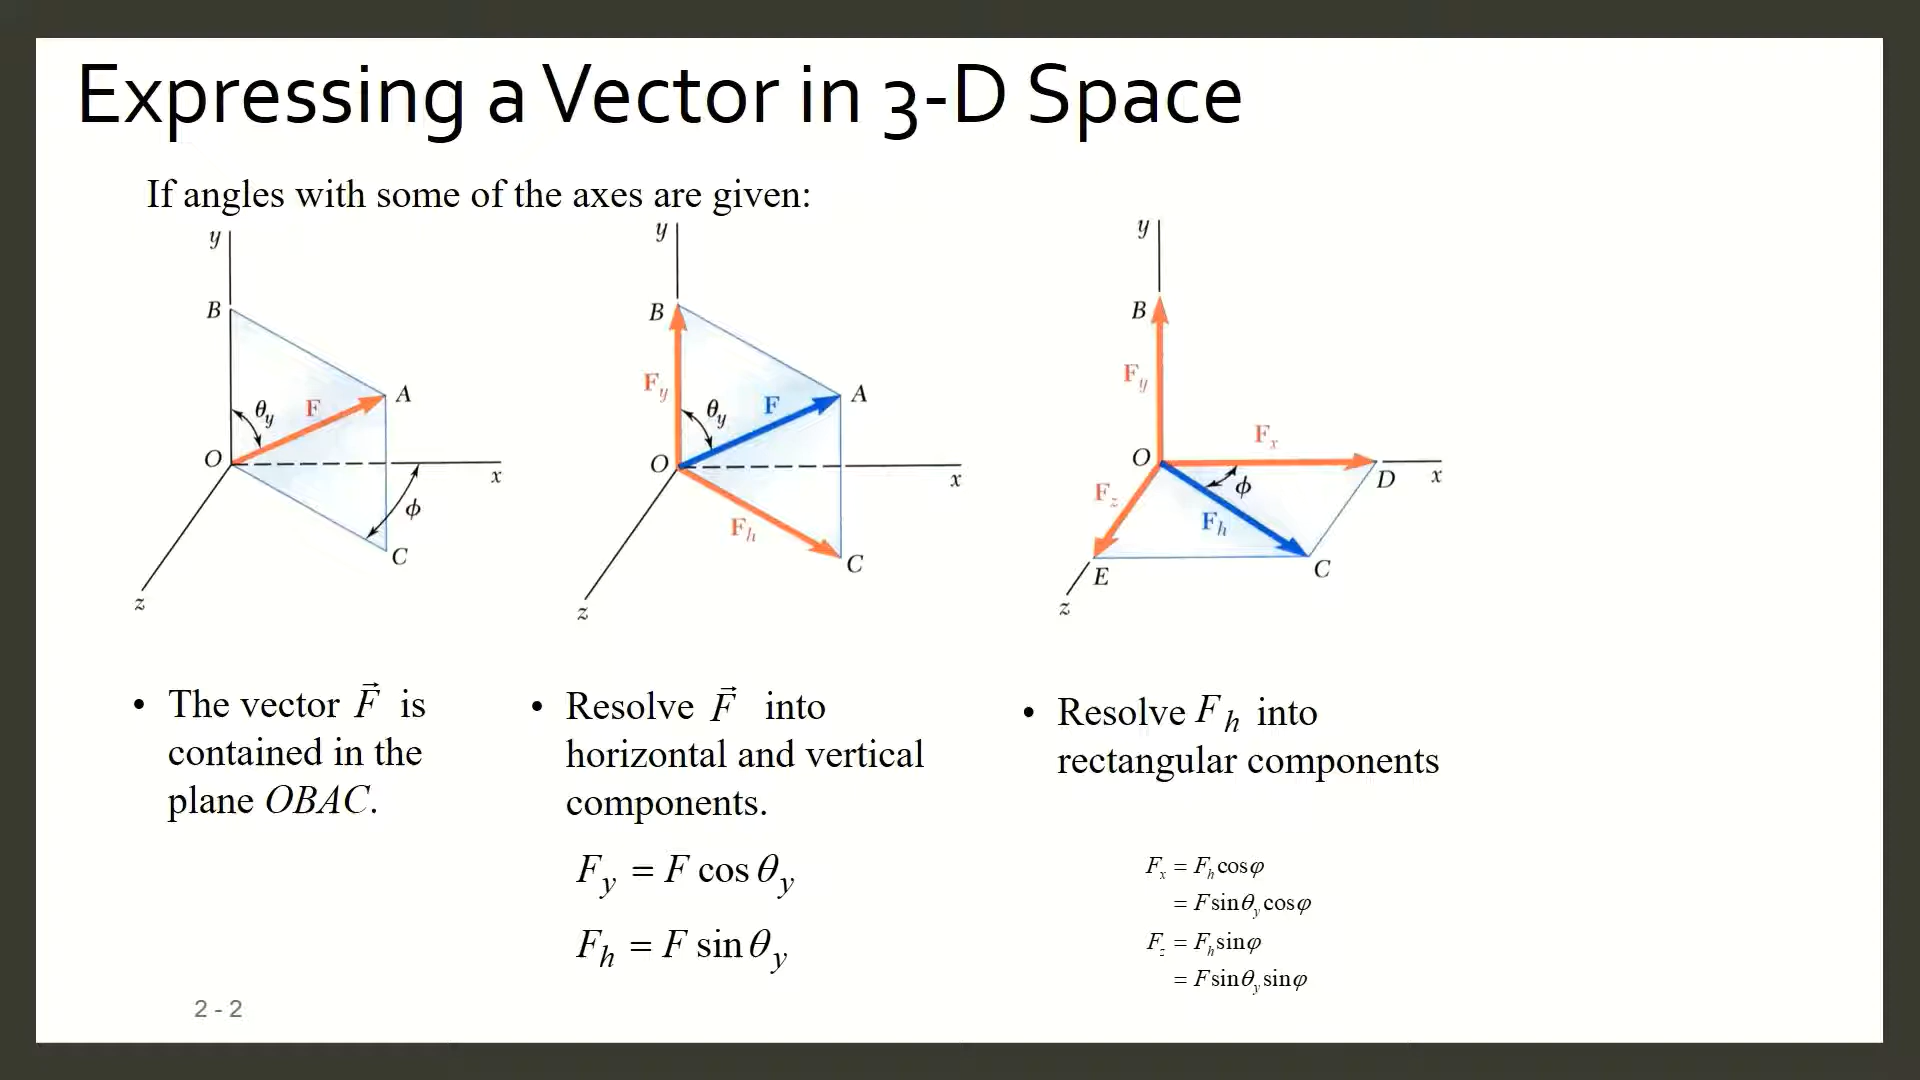 Expressing a Vector in 3-D Space
If angles with some of the axes are given:
y
B
A
θy
F
O
x
ϕ
C
z
y
B
Fy
A
θy
F
O
x
Fh
C
z
y
B
Fy
O
Fx
D
x
ϕ
Fz
Fh
E
C
z
• The vector F⃗ is
contained in the
plane OBAC.
• Resolve F⃗ into
horizontal and vertical
components.
Fy = F cos θy
Fh = F sin θy
• Resolve Fh into
rectangular components
Fx = Fh cosφ
= F sinθy cosφ
Fz = Fh sinφ
= F sinθy sinφ
2 - 2